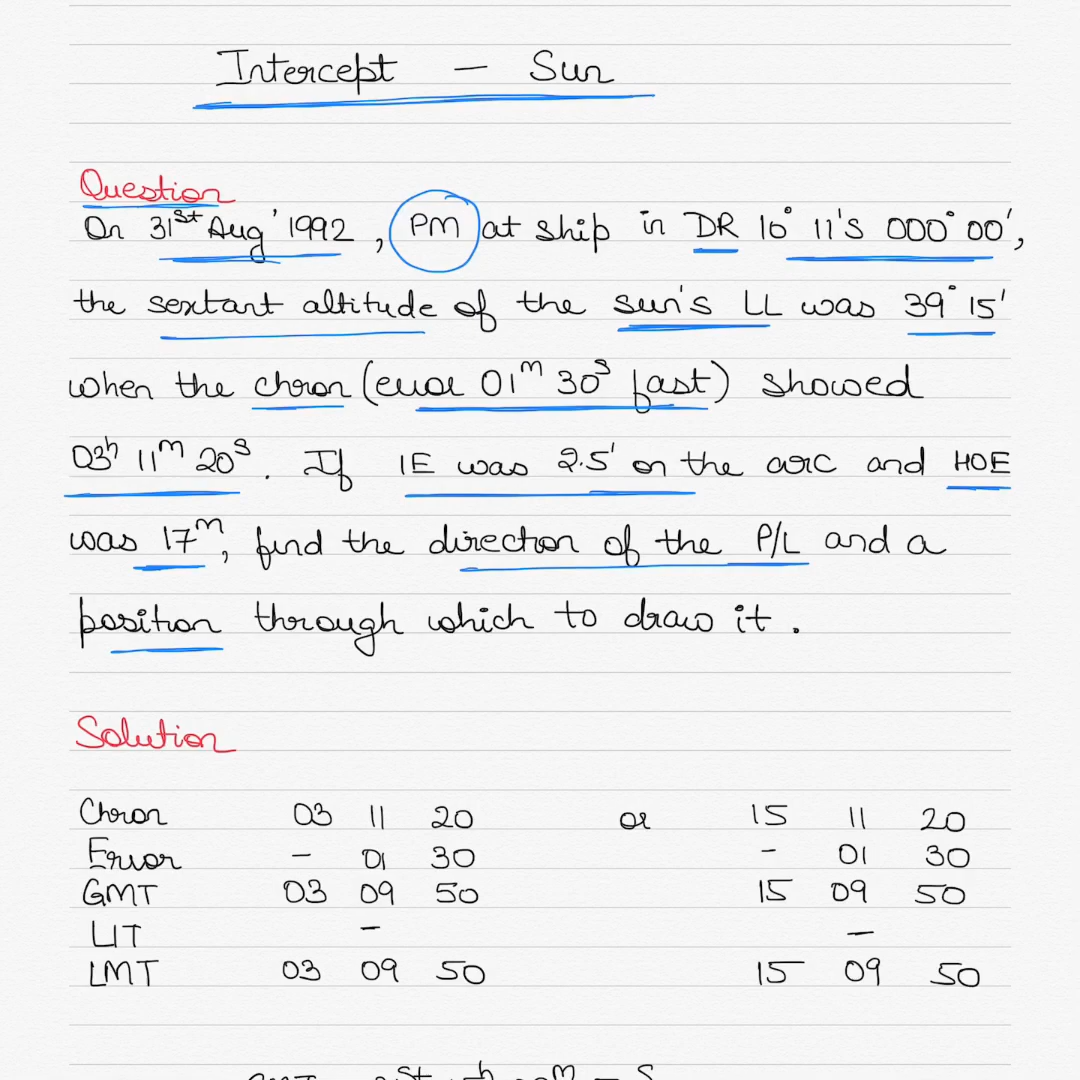 Intercept – Sun
Question
On 31st Aug' 1992, PM at ship in DR 10° 11's 000° 00',
the sextant altitude of the sun's LL was 39° 15'
when the chron (error 01m 30s fast) showed
03h 11m 20s. If IE was 2.5' on the arc and HOE
was 17m, find the direction of the P/L and a
position through which to draw it.
Solution
Chron 03 11 20 or 15 11 20
Error – 01 30 – 01 30
GMT 03 09 50 15 09 50
LIT – –
LMT 03 09 50 15 09 50